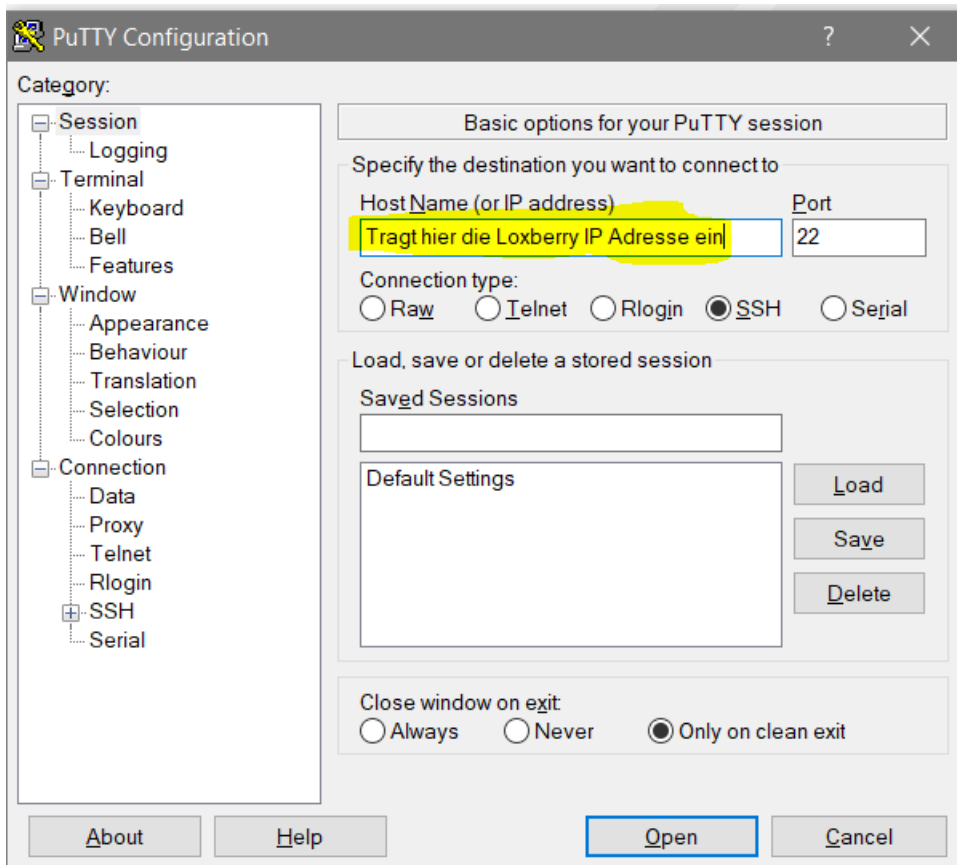 PuTTY Configuration
?
Category:
Session
Logging
Terminal
Keyboard
Bell
Features
Window
Appearance
Behaviour
Translation
Selection
Colours
Connection
Data
Proxy
Telnet
Rlogin
SSH
Serial
Basic options for your PuTTY session
Specify the destination you want to connect to
Host Name (or IP address) Port
Tragt hier die Loxberry IP Adresse ein 22
Connection type:
Raw Telnet Rlogin SSH Serial
Load, save or delete a stored session
Saved Sessions
Default Settings
Load
Save
Delete
Close window on exit:
Always Never Only on clean exit
About Help Open Cancel